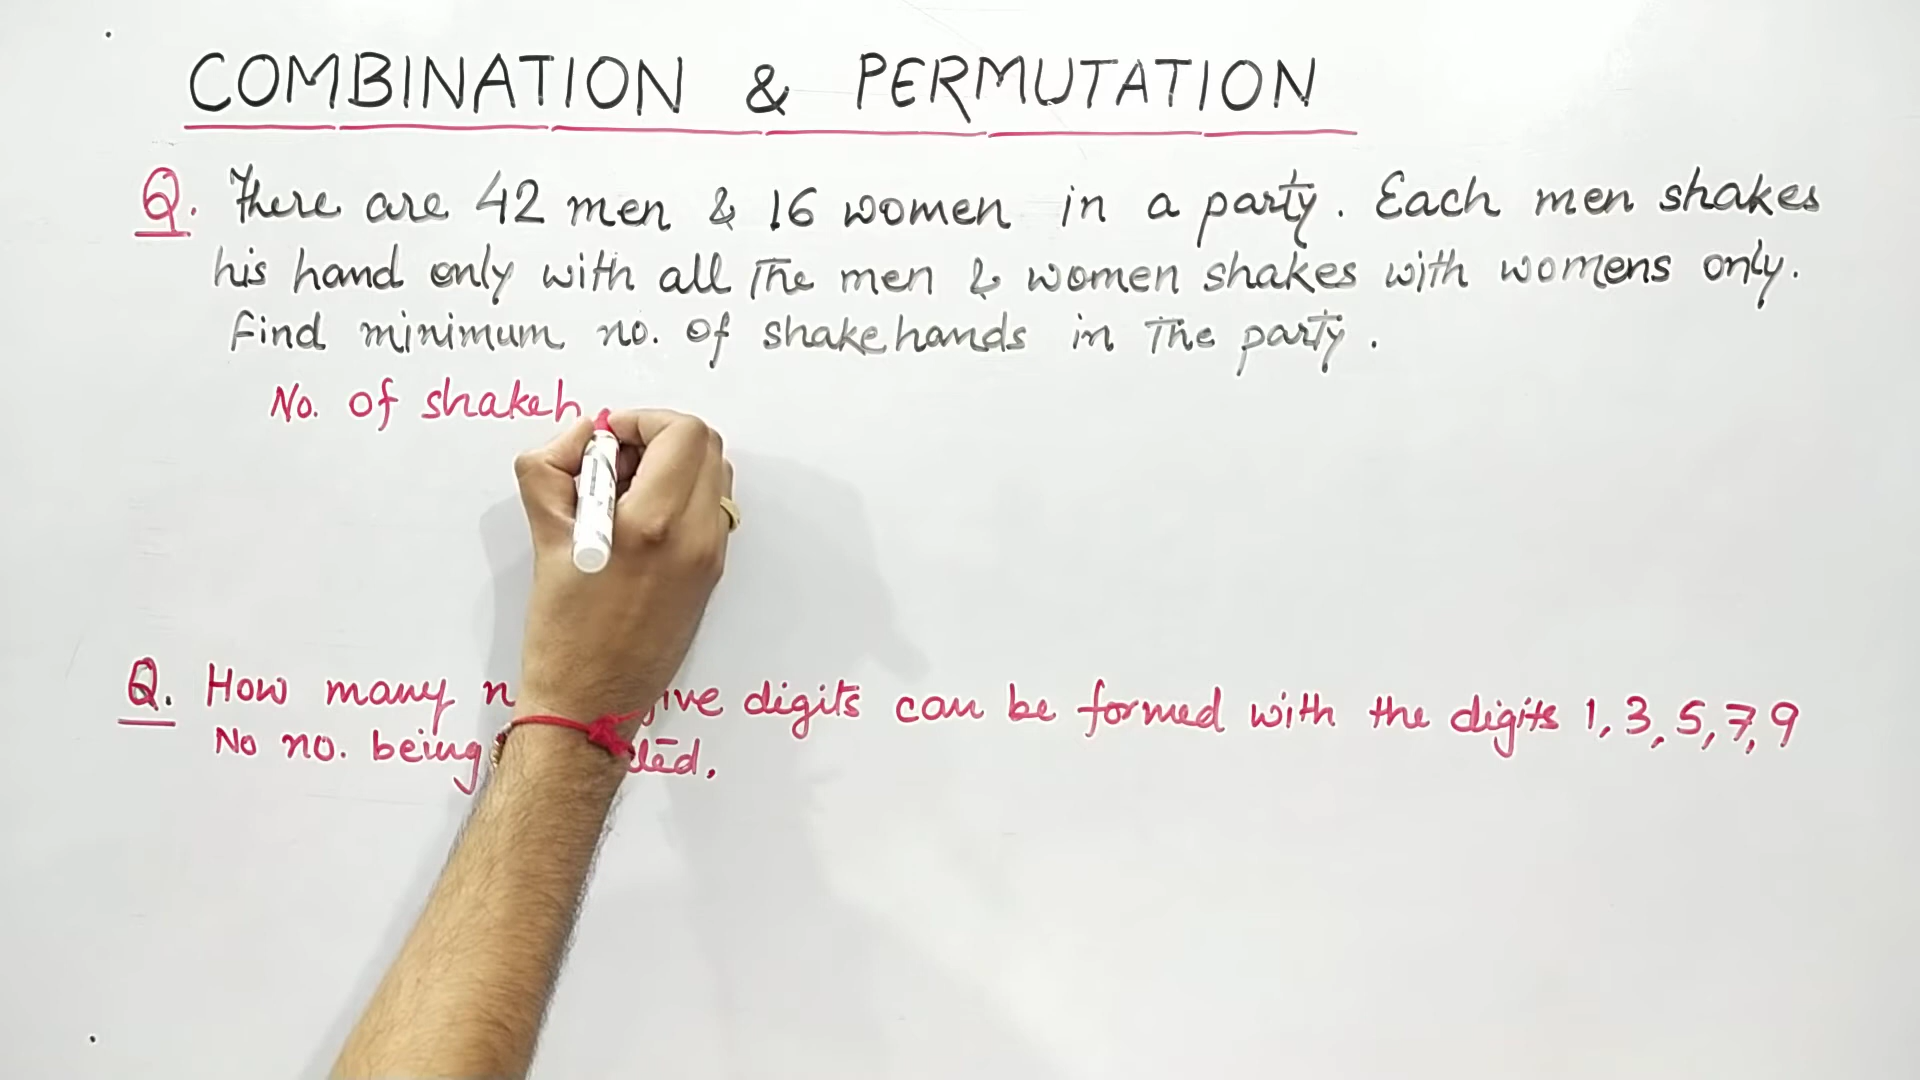 COMBINATION & PERMUTATION
Q. There are 42 men & 16 women in a party. Each men shakes
his hand only with all the men & women shakes with womens only.
Find minimum no. of shakehands in the party.
No. of shakeh
Q. How many digits can be formed with the digits 1, 3, 5, 7, 9
No no. being